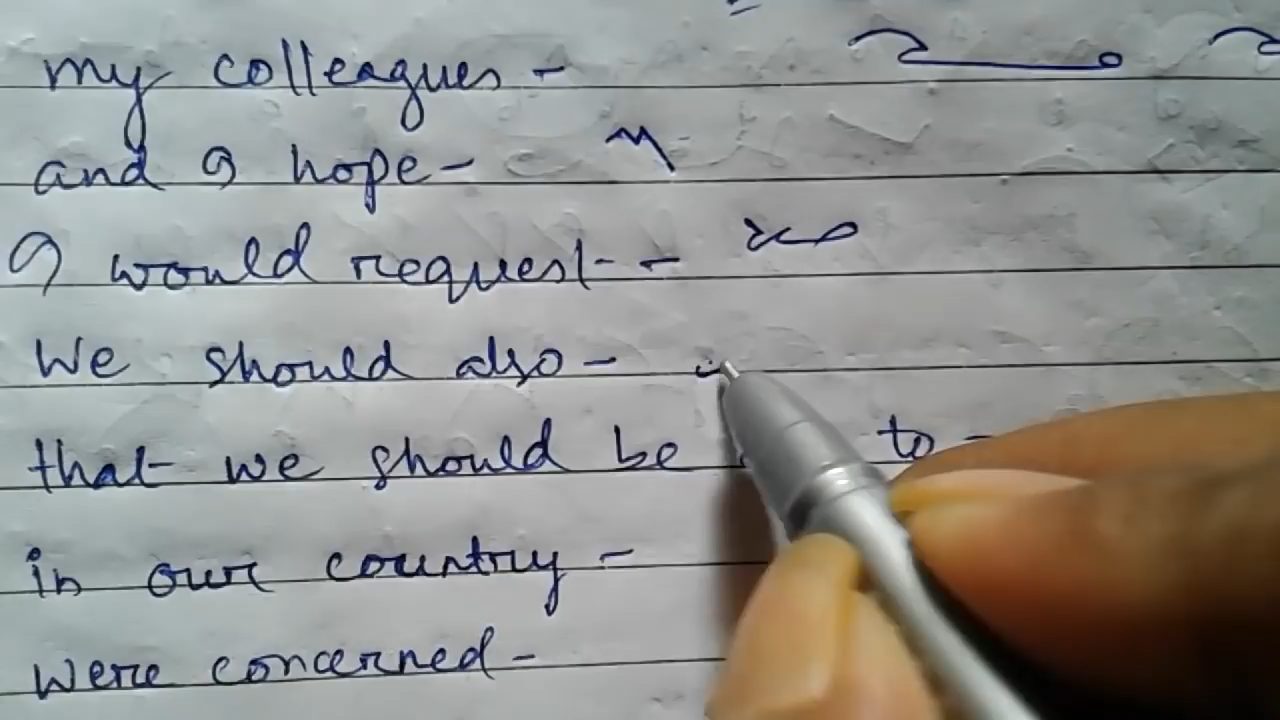 my colleagues -
and I hope -
I would request - -
We should also -
that we should be to -
in our country -
were concerned -